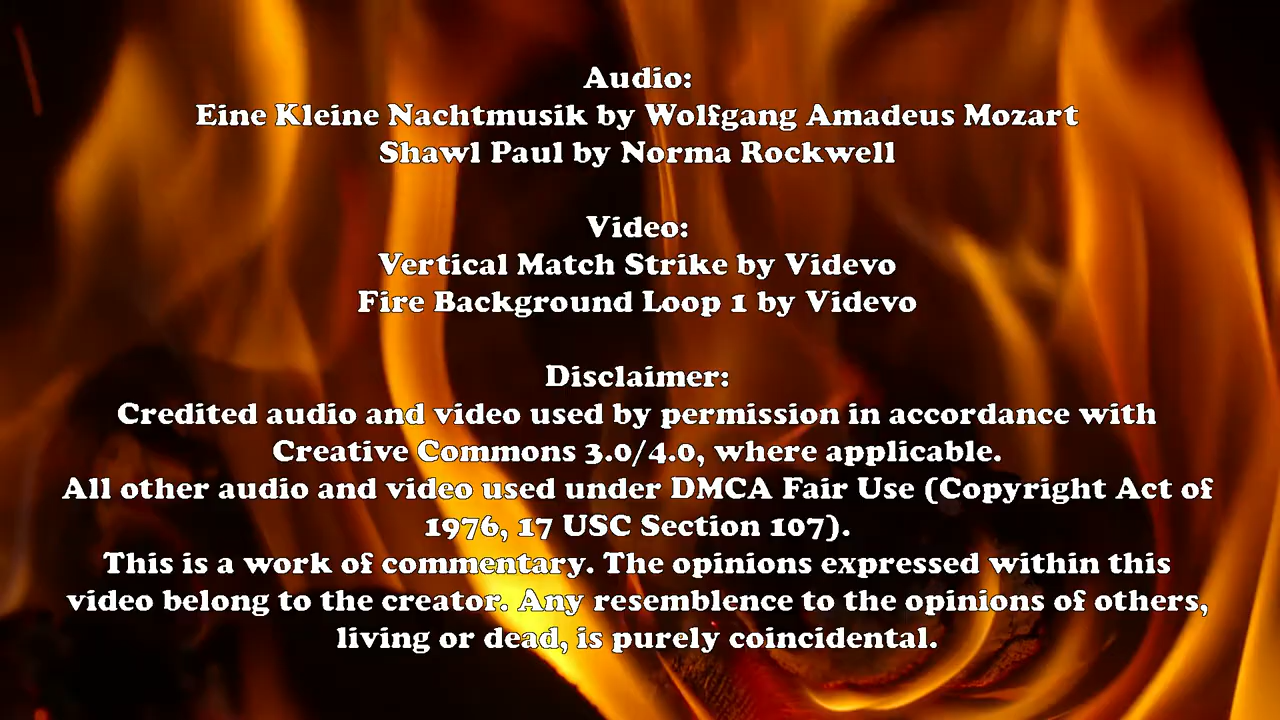 Audio:
Eine Kleine Nachtmusik by Wolfgang Amadeus Mozart
Shawl Paul by Norma Rockwell
Video:
Vertical Match Strike by Videvo
Fire Background Loop 1 by Videvo
Disclaimer:
Credited audio and video used by permission in accordance with
Creative Commons 3.0/4.0, where applicable.
All other audio and video used under DMCA Fair Use (Copyright Act of
1976, 17 USC Section 107).
This is a work of commentary. The opinions expressed within this
video belong to the creator. Any resemblence to the opinions of others,
living or dead, is purely coincidental.